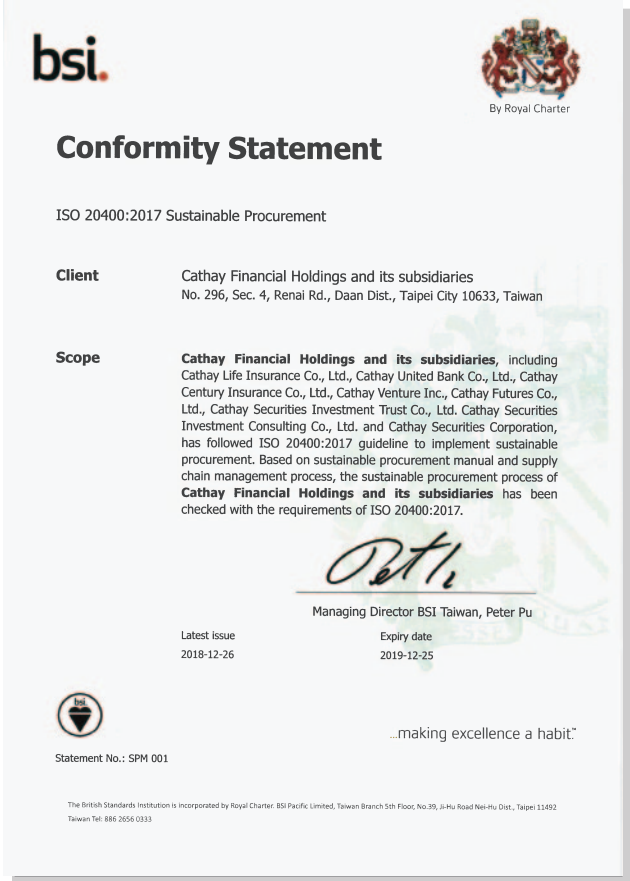 bsi.
By Royal Charter
Conformity Statement
ISO 20400:2017 Sustainable Procurement
Client
Cathay Financial Holdings and its subsidiaries
No. 296, Sec. 4, Renai Rd., Daan Dist., Taipei City 10633, Taiwan
Scope
Cathay Financial Holdings and its subsidiaries, including
Cathay Life Insurance Co., Ltd., Cathay United Bank Co., Ltd., Cathay
Century Insurance Co., Ltd., Cathay Venture Inc., Cathay Futures Co.,
Ltd., Cathay Securities Investment Trust Co., Ltd. Cathay Securities
Investment Consulting Co., Ltd. and Cathay Securities Corporation,
has followed ISO 20400:2017 guideline to implement sustainable
procurement. Based on sustainable procurement manual and supply
chain management process, the sustainable procurement process of
Cathay Financial Holdings and its subsidiaries has been
checked with the requirements of ISO 20400:2017.
Managing Director BSI Taiwan, Peter Pu
Latest issue
Expiry date
2018-12-26
2019-12-25
bsi.
...making excellence a habit.™
Statement No.: SPM 001
The British Standards Institution is incorporated by Royal Charter. BSI Pacific Limited, Taiwan Branch 5th Floor, No.39, Ji-Hu Road Nei-Hu Dist., Taipei 11492
Taiwan Tel: 886 2656 0333